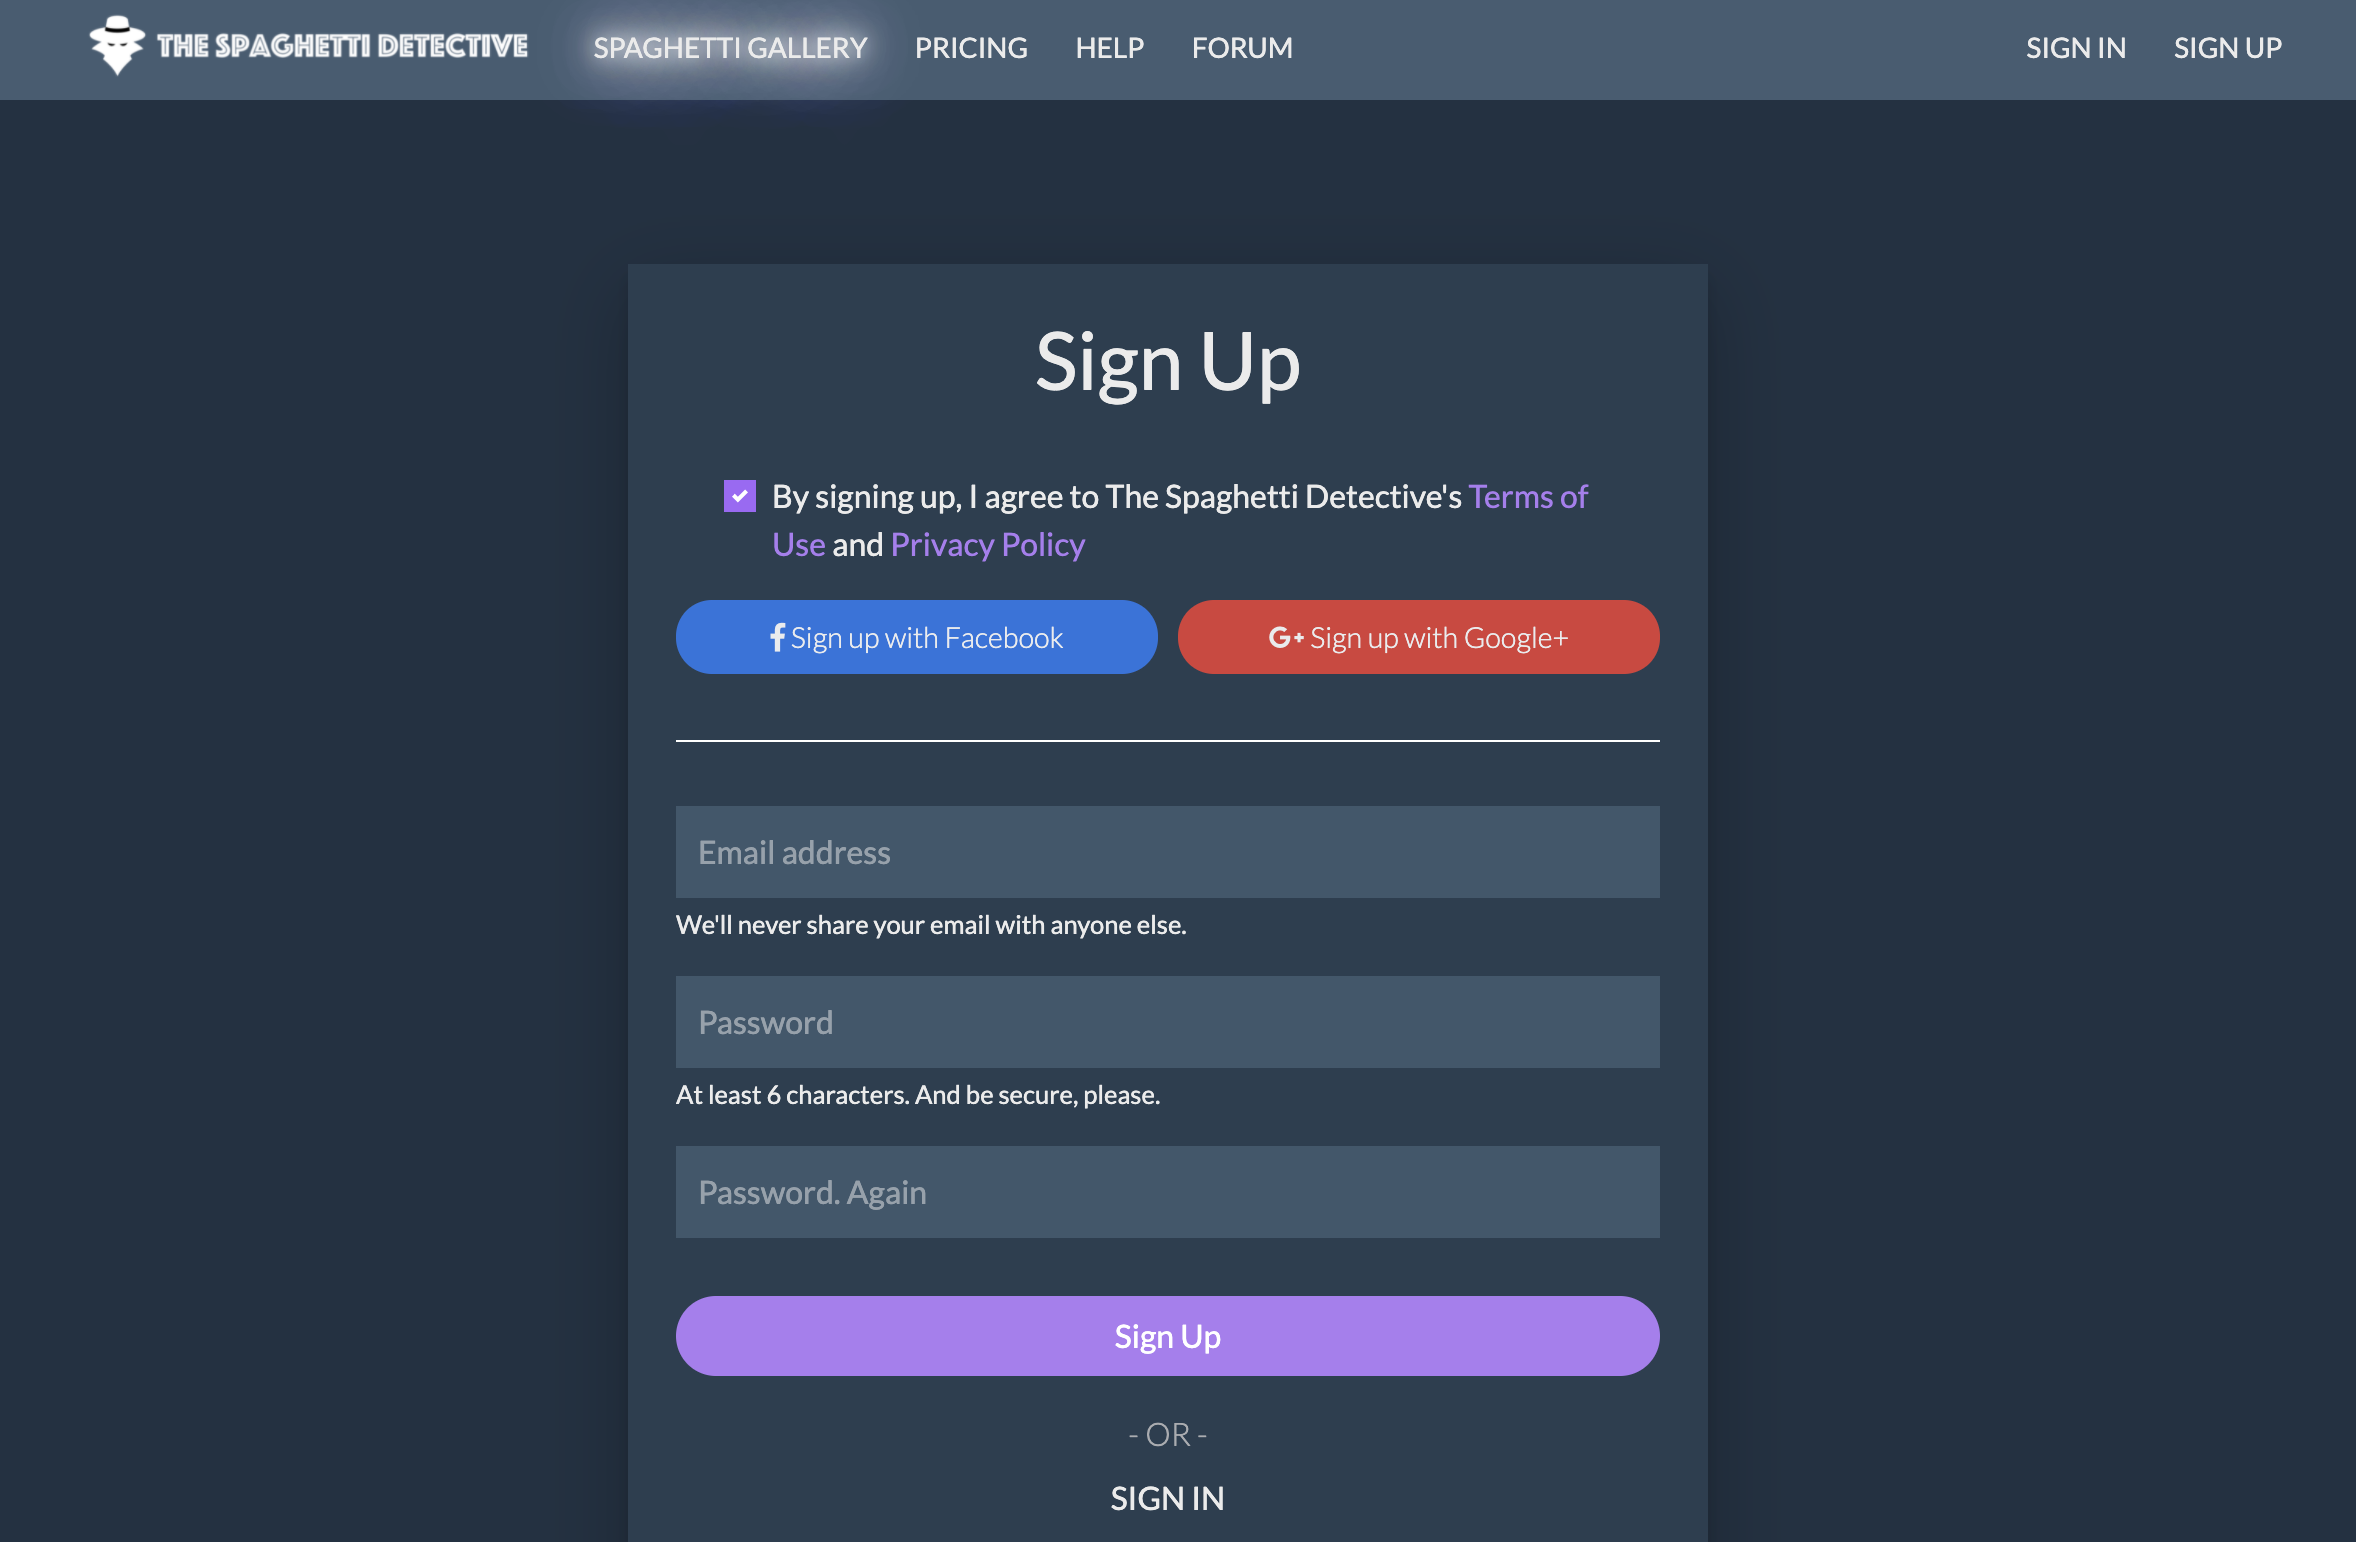 THE SPAGHETTI DETECTIVE SPAGHETTI GALLERY PRICING HELP FORUM SIGN IN SIGN UP
Sign Up
By signing up, I agree to The Spaghetti Detective's Terms of
Use and Privacy Policy
Sign up with Facebook G+ Sign up with Google+
Email address
We'll never share your email with anyone else.
Password
At least 6 characters. And be secure, please.
Password. Again
Sign Up
- OR -
SIGN IN